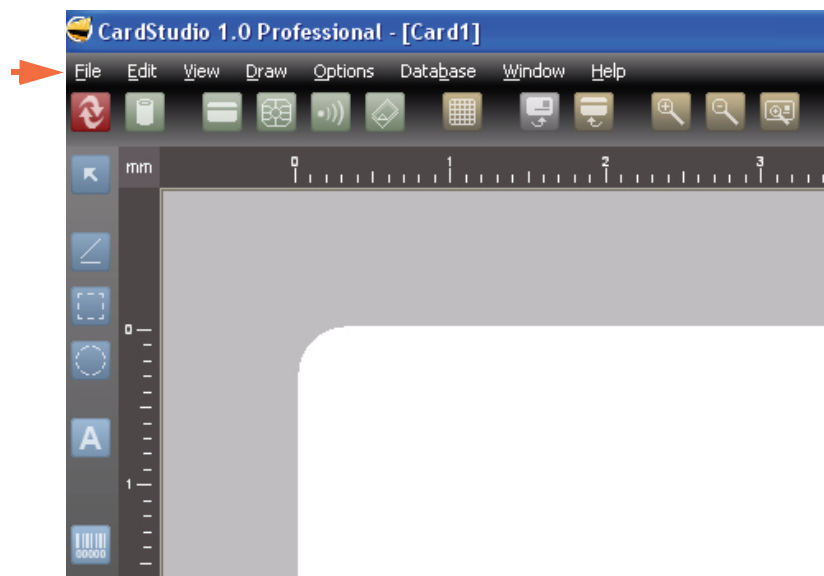 CardStudio 1.0 Professional - [Card1]
File Edit View Draw Options Database Window Help
mm 0 1 2 3
0
A
1
00000